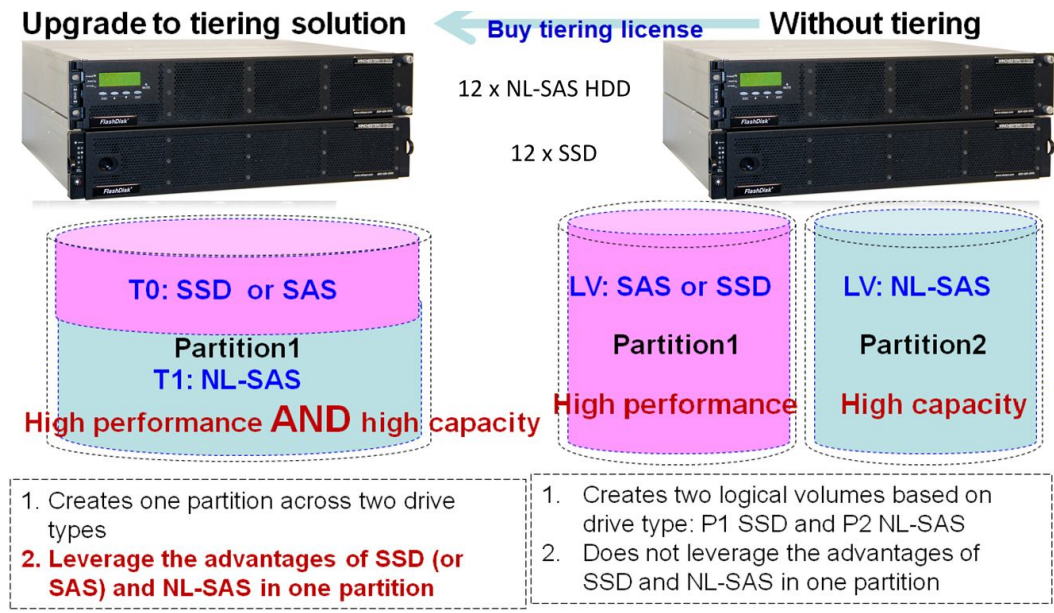 Upgrade to tiering solution
Buy tiering license
Without tiering
12 x NL-SAS HDD
12 x SSD
FlashDisk
FlashDisk
FlashDisk
FlashDisk
T0: SSD or SAS
Partition1
T1: NL-SAS
High performance AND high capacity
LV: SAS or SSD
Partition1
High performance
LV: NL-SAS
Partition2
High capacity
1. Creates one partition across two drive
types
2. Leverage the advantages of SSD (or
SAS) and NL-SAS in one partition
1. Creates two logical volumes based on
drive type: P1 SSD and P2 NL-SAS
2. Does not leverage the advantages of
SSD and NL-SAS in one partition